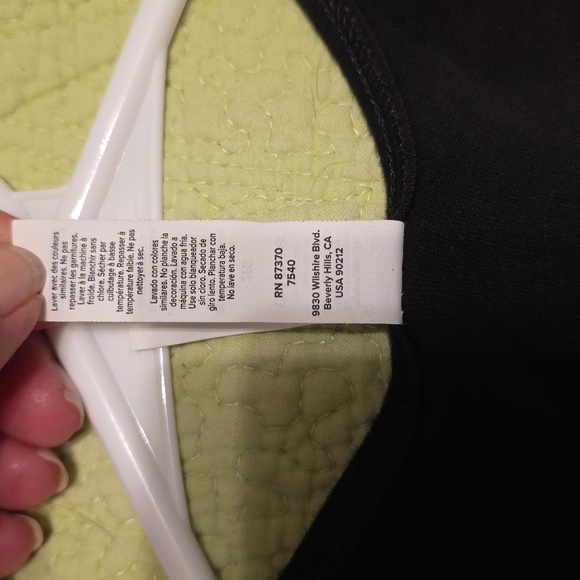 Laver avec des couleurs
similaires. Ne pas
repasser les garnitures.
Laver à la machine à
froide. Blanchir sans
chlore. Sécher par
culbutage à basse
température. Repasser à
température faible. Ne pas
nettoyer à sec.
Lavado con colores
similares. No planche la
decoración. Lavado a
máquina con agua fria.
Use solo blanqueador
sin cloro. Secado de
giro lento. Planchar con
temperatura baja.
No lave en seco.
RN 87370
7540
9830 Wilshire Blvd.
Beverly Hills, CA
USA 90212